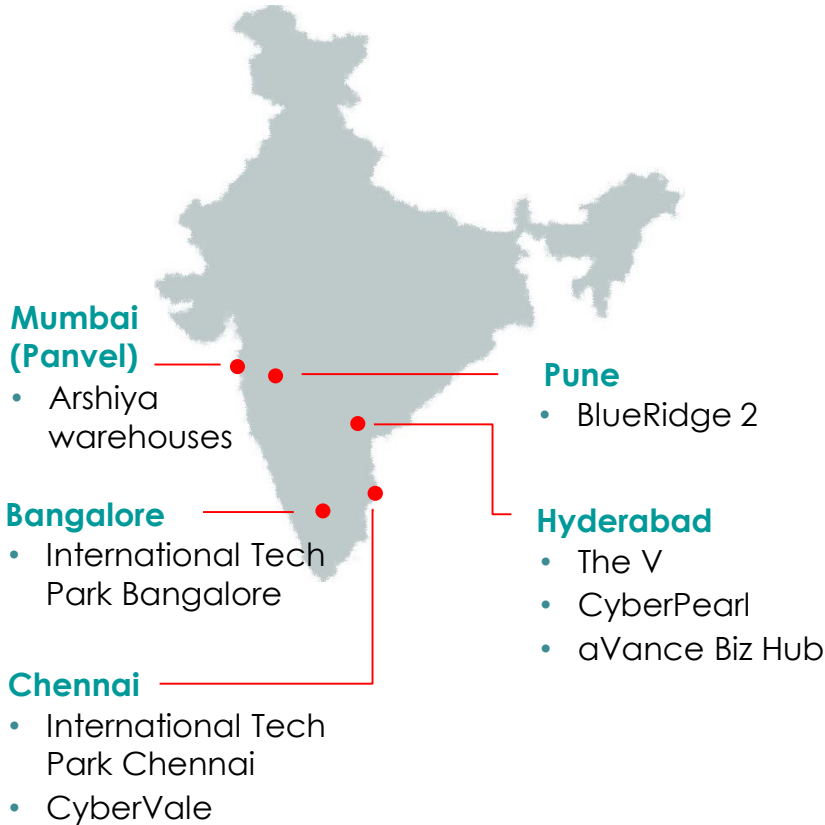 Mumbai
(Panvel)
• Arshiya
warehouses
Pune
• BlueRidge 2
Bangalore
• International Tech
Park Bangalore
Hyderabad
• The V
• CyberPearl
• aVance Biz Hub
Chennai
• International Tech
Park Chennai
• CyberVale